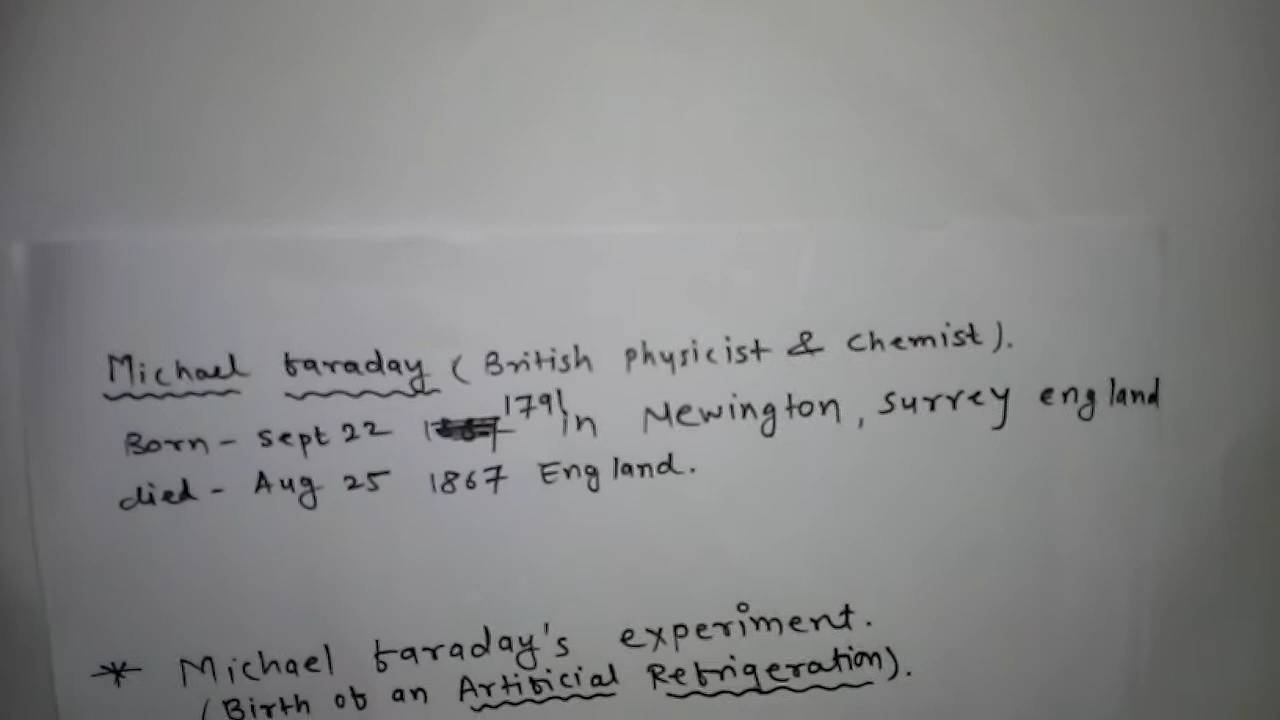 Michael faraday (British physicist & chemist).
Born - Sept 22 1791 in Newington, surrey england
died - Aug 25 1867 England.
* Michael faraday's experiment.
(Birth of an Artificial Refrigeration).